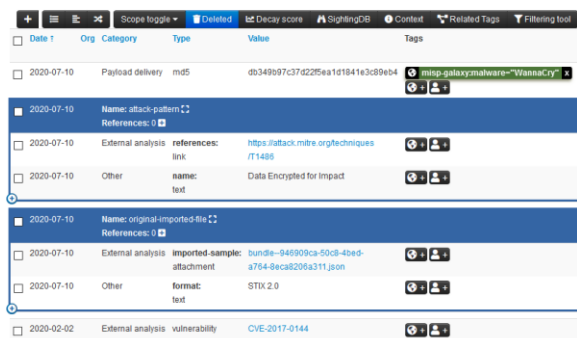 Scope toggle Deleted Decay score SightingDB Context Related Tags Filtering tool
Date Org Category Type Value Tags
2020-07-10 Payload delivery md5 db349b97c37d22f5ea1d1841e3c89eb4 misp-galaxy:malware="WannaCry" x
2020-07-10 Name: attack-pattern
References: 0
2020-07-10 External analysis references: https://attack.mitre.org/techniques
link /T1486
2020-07-10 Other name: Data Encrypted for Impact
text
2020-07-10 Name: original-imported-file
References: 0
2020-07-10 External analysis imported-sample: bundle--946909ca-50c8-4bed-
attachment a764-8eca8206a311.json
2020-07-10 Other format: STIX 2.0
text
2020-02-02 External analysis vulnerability CVE-2017-0144